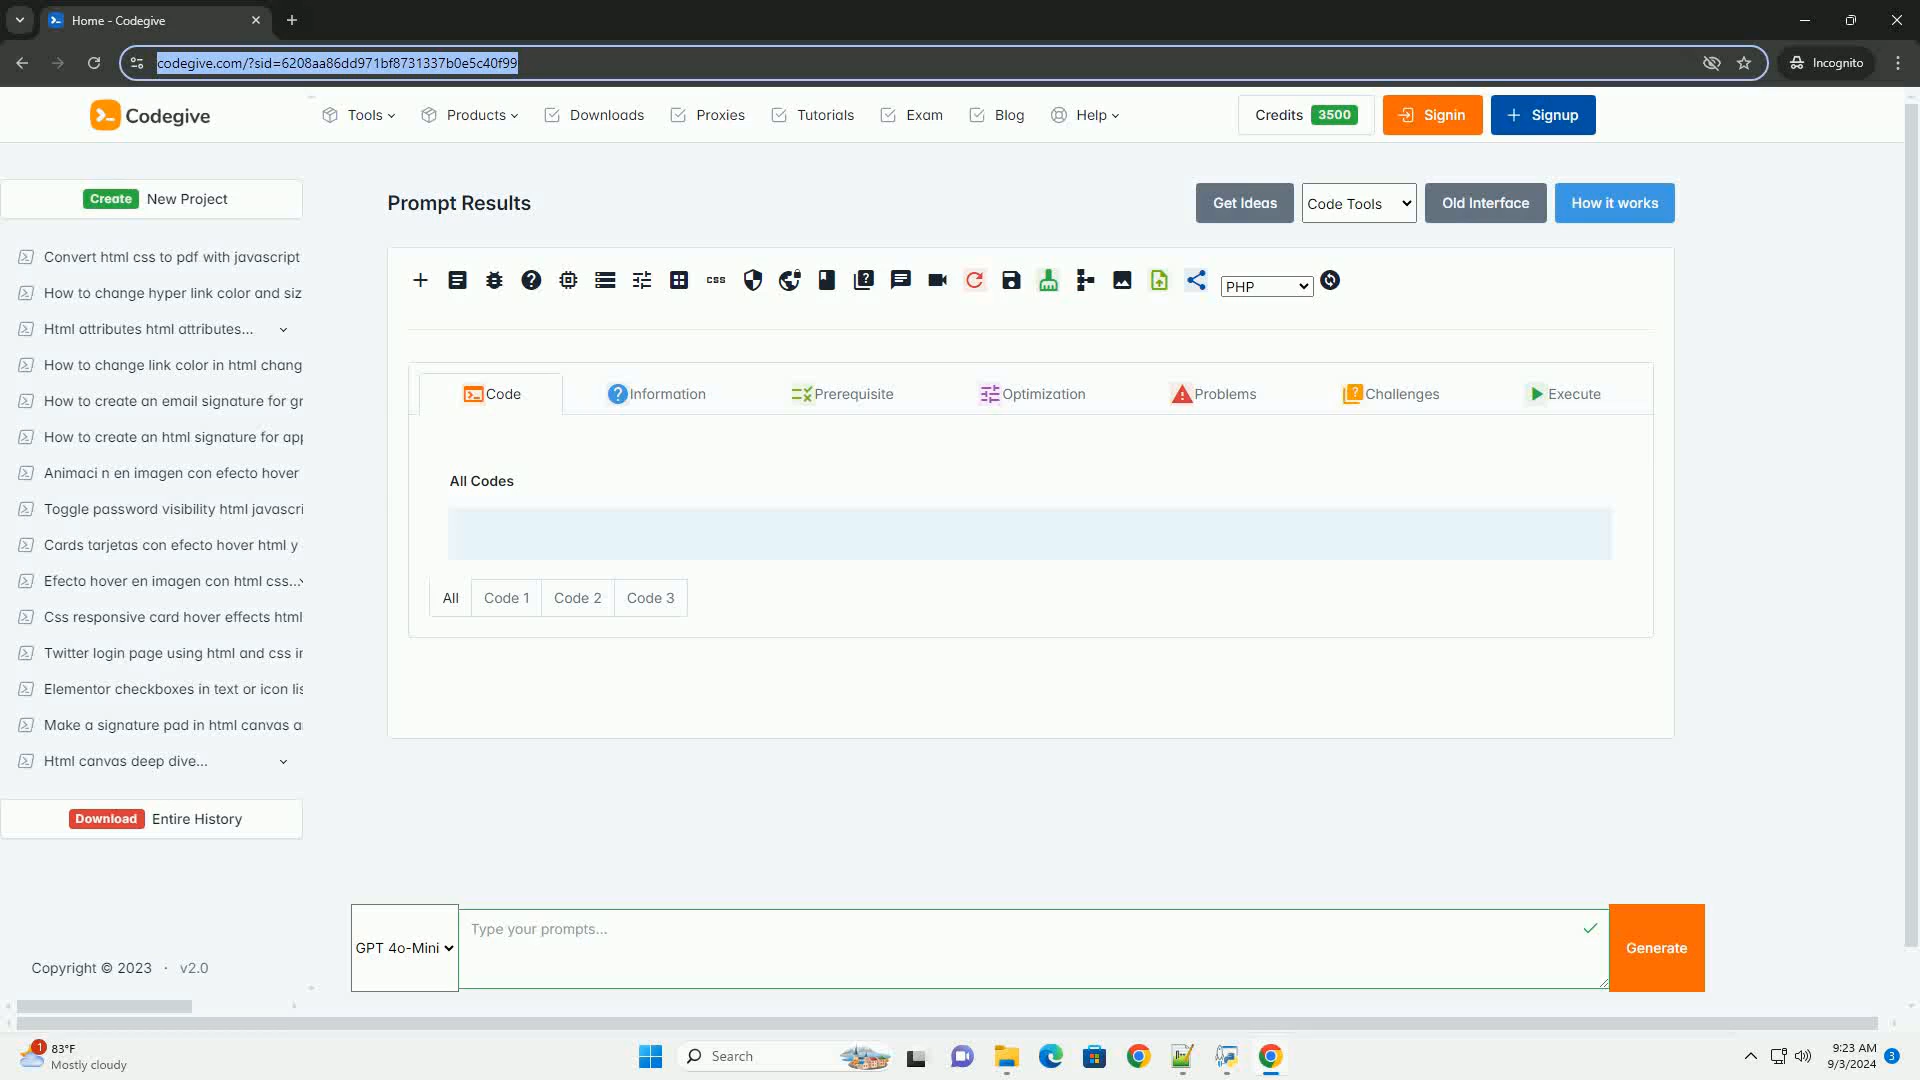 Home - Codegive
codegive.com/?sid=6208aa86dd971bf8731337b0e5c40f99
Incognito
Codegive
Tools
Products
Downloads
Proxies
Tutorials
Exam
Blog
Help
Credits 3500
Signin
Signup
Create New Project
Convert html css to pdf with javascript
How to change hyper link color and siz
Html attributes html attributes...
How to change link color in html chang
How to create an email signature for gr
How to create an html signature for app
Animaci n en imagen con efecto hover
Toggle password visibility html javascri
Cards tarjetas con efecto hover html y
Efecto hover en imagen con html css...
Css responsive card hover effects html
Twitter login page using html and css in
Elementor checkboxes in text or icon lis
Make a signature pad in html canvas a
Html canvas deep dive...
Download Entire History
Copyright © 2023 · v2.0
Prompt Results
Get Ideas
Code Tools
Old Interface
How it works
css
PHP
Code
Information
Prerequisite
Optimization
Problems
Challenges
Execute
All Codes
All
Code 1
Code 2
Code 3
GPT 4o-Mini
Type your prompts...
Generate
1
83°F
Mostly cloudy
Search
9:23 AM
9/3/2024
3